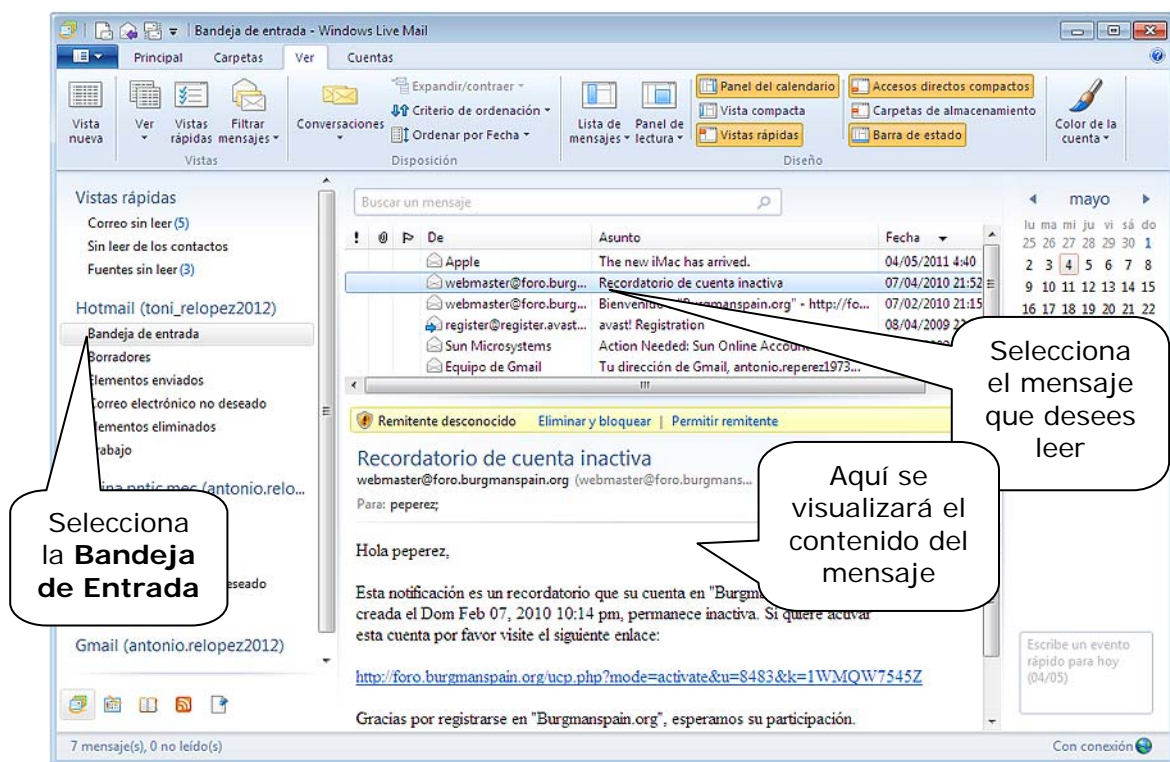 Bandeja de entrada - Windows Live Mail
Principal Carpetas Ver Cuentas
Vista nueva
Ver
Vistas rápidas
Filtrar mensajes
Vistas
Conversaciones
Expandir/contraer
Criterio de ordenación
Ordenar por Fecha
Disposición
Lista de mensajes
Panel de lectura
Panel del calendario
Vista compacta
Vistas rápidas
Accesos directos compactos
Carpetas de almacenamiento
Barra de estado
Diseño
Color de la cuenta
Vistas rápidas
Correo sin leer (5)
Sin leer de los contactos
Fuentes sin leer (3)
Hotmail (toni_relopez2012)
Bandeja de entrada
Borradores
Elementos enviados
Correo electrónico no deseado
Elementos eliminados
(antonio.relo...
Gmail (antonio.relopez2012)
Selecciona
la Bandeja
de Entrada
Buscar un mensaje
! De Asunto Fecha
Apple The new iMac has arrived. 04/05/2011 4:40
webmaster@foro.burg... Recordatorio de cuenta inactiva 07/04/2010 21:52
webmaster@foro.burg... "Burgmanspain.org" - http://fo... 07/02/2010 21:15
register@register.avast... avast! Registration 08/04/2009
Sun Microsystems Action Needed: Sun Online
Equipo de Gmail Tu dirección de Gmail, antonio.reperez1973...
Selecciona
el mensaje
que desees
leer
Remitente desconocido Eliminar y bloquear | Permitir remitente
Recordatorio de cuenta inactiva
webmaster@foro.burgmanspain.org (webmaster@foro.burgmans...
Para: peperez;
Aquí se
visualizará el
contenido del
mensaje
Hola peperez,
Esta notificación es un recordatorio que su cuenta en
creada el Dom Feb 07, 2010 10:14 pm, permanece inactiva. Si quiere activar
esta cuenta por favor visite el siguiente enlace:
http://foro.burgmanspain.org/ucp.php?mode=activate&u=8483&k=1WMQW7545Z
Gracias por registrarse en "Burgmanspain.org", esperamos su participación.
mayo
lu ma mi ju vi sá do
25 26 27 28 29 30 1
2 3 4 5 6 7 8
9 10 11 12 13 14 15
16 17 18 19 20 21 22
Escribe un evento
rápido para hoy
(04/05)
7 mensaje(s), 0 no leído(s)
Con conexión